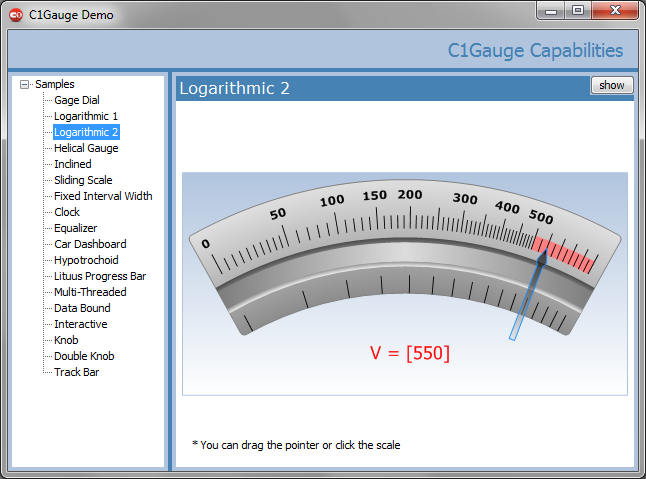 C1Gauge Demo
C1Gauge Capabilities
Samples
Gage Dial
Logarithmic 1
Logarithmic 2
Helical Gauge
Inclined
Sliding Scale
Fixed Interval Width
Clock
Equalizer
Car Dashboard
Hypotrochoid
Lituus Progress Bar
Multi-Threaded
Data Bound
Interactive
Knob
Double Knob
Track Bar
Logarithmic 2
show
0 50 100 150 200 300 400 500
V = [550]
* You can drag the pointer or click the scale